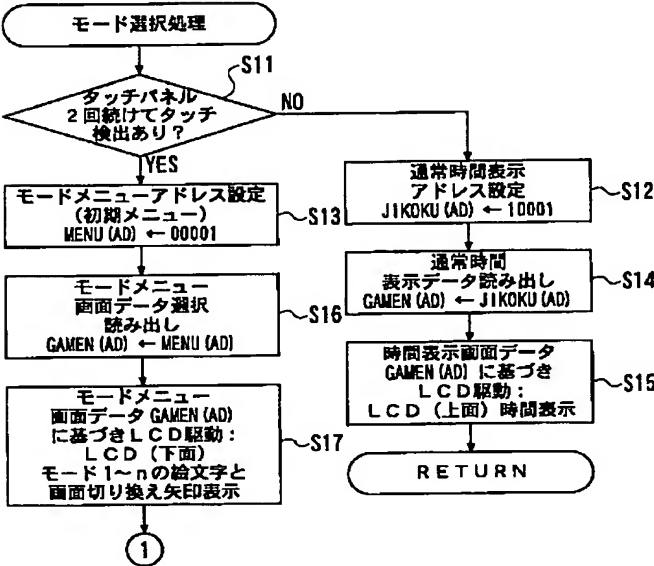 モード選択処理
S11
タッチパネル
2回続けてタッチ
検出あり？
NO
YES
モードメニューアドレス設定
(初期メニュー)
MENU(AD) ← 00001
S13
通常時間表示
アドレス設定
JIKOKU(AD) ← 10001
S12
モードメニュー
画面データ選択
読み出し
GAMEN(AD) ← MENU(AD)
S16
通常時間
表示データ読み出し
GAMEN(AD) ← JIKOKU(AD)
S14
モードメニュー
画面データGAMEN(AD)
に基づきLCD駆動：
LCD（下面）
モード1～nの絵文字と
画面切り換え矢印表示
S17
時間表示画面データ
GAMEN(AD)に基づき
LCD駆動：
LCD（上面）時間表示
S15
RETURN
1